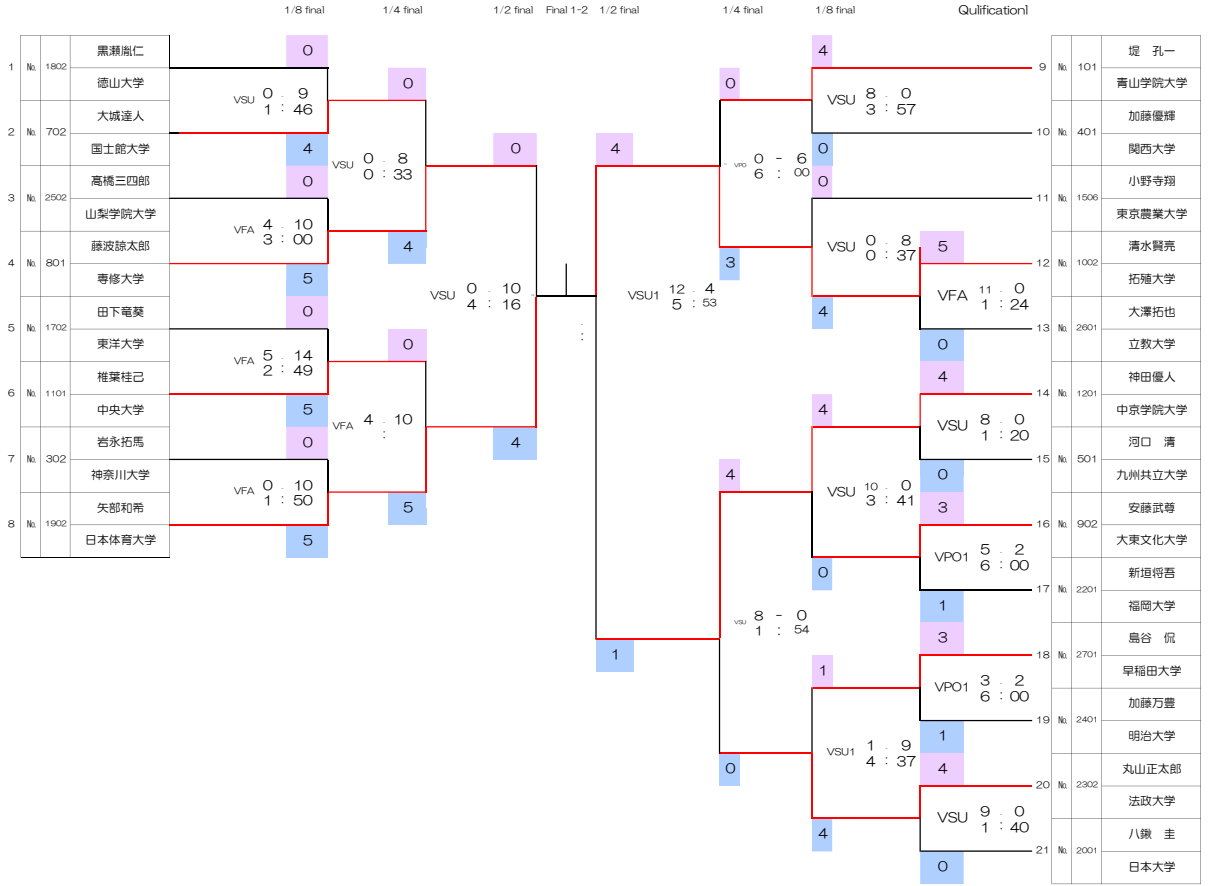 1/8 final 1/4 final 1/2 final Final 1-2 1/2 final 1/4 final 1/8 final Qulification1
1 № 1802 黒瀬胤仁
徳山大学
2 № 702 大城達人
国士館大学
3 № 2502 髙橋三四郎
山梨学院大学
4 № 801 藤波諒太郎
専修大学
5 № 1702 田下竜葵
東洋大学
6 № 1101 椎葉桂己
中央大学
7 № 302 岩永拓馬
神奈川大学
8 № 1902 矢部和希
日本体育大学
0
VSU 0 - 9
1 : 46
4
0
VFA 4 - 10
3 : 00
5
0
VFA 5 - 14
2 : 49
5
0
VFA 0 - 10
1 : 50
5
0
VSU 0 - 8
0 : 33
4
0
VFA 4 - 10
:
5
0
VSU 0 - 10
4 : 16
4
:
4
VSU1 12 - 4
5 : 53
1
0
VPO 0 - 6
6 : 00
3
4
VSU 8 - 0
1 : 54
0
4
VSU 8 - 0
3 : 57
0
0
VSU 0 - 8
0 : 37
4
4
VSU 10 - 0
3 : 41
0
1
VSU1 1 - 9
4 : 37
4
5
VFA 11 - 0
1 : 24
0
4
VSU 8 - 0
1 : 20
0
3
VPO1 5 - 2
6 : 00
1
3
VPO1 3 - 2
6 : 00
1
4
VSU 9 - 0
1 : 40
0
9 № 101 堤　孔一
青山学院大学
10 № 401 加藤優輝
関西大学
11 № 1506 小野寺翔
東京農業大学
12 № 1002 清水賢亮
拓殖大学
13 № 2601 大澤拓也
立教大学
14 № 1201 神田優人
中京学院大学
15 № 501 河口　清
九州共立大学
16 № 902 安藤武尊
大東文化大学
17 № 2201 新垣将吾
福岡大学
18 № 2701 島谷　侃
早稲田大学
19 № 2401 加藤万豊
明治大学
20 № 2302 丸山正太郎
法政大学
21 № 2001 八鍬　圭
日本大学